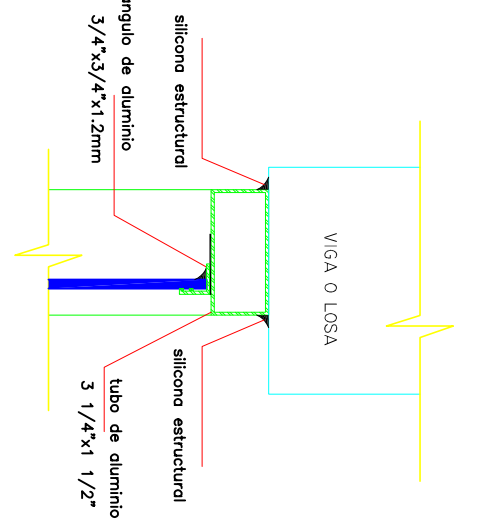 silicona estructural
angulo de aluminio
3/4"x3/4"x1.2mm
VIGA O LOSA
silicona estructural
tubo de aluminio
3 1/4"x1 1/2"